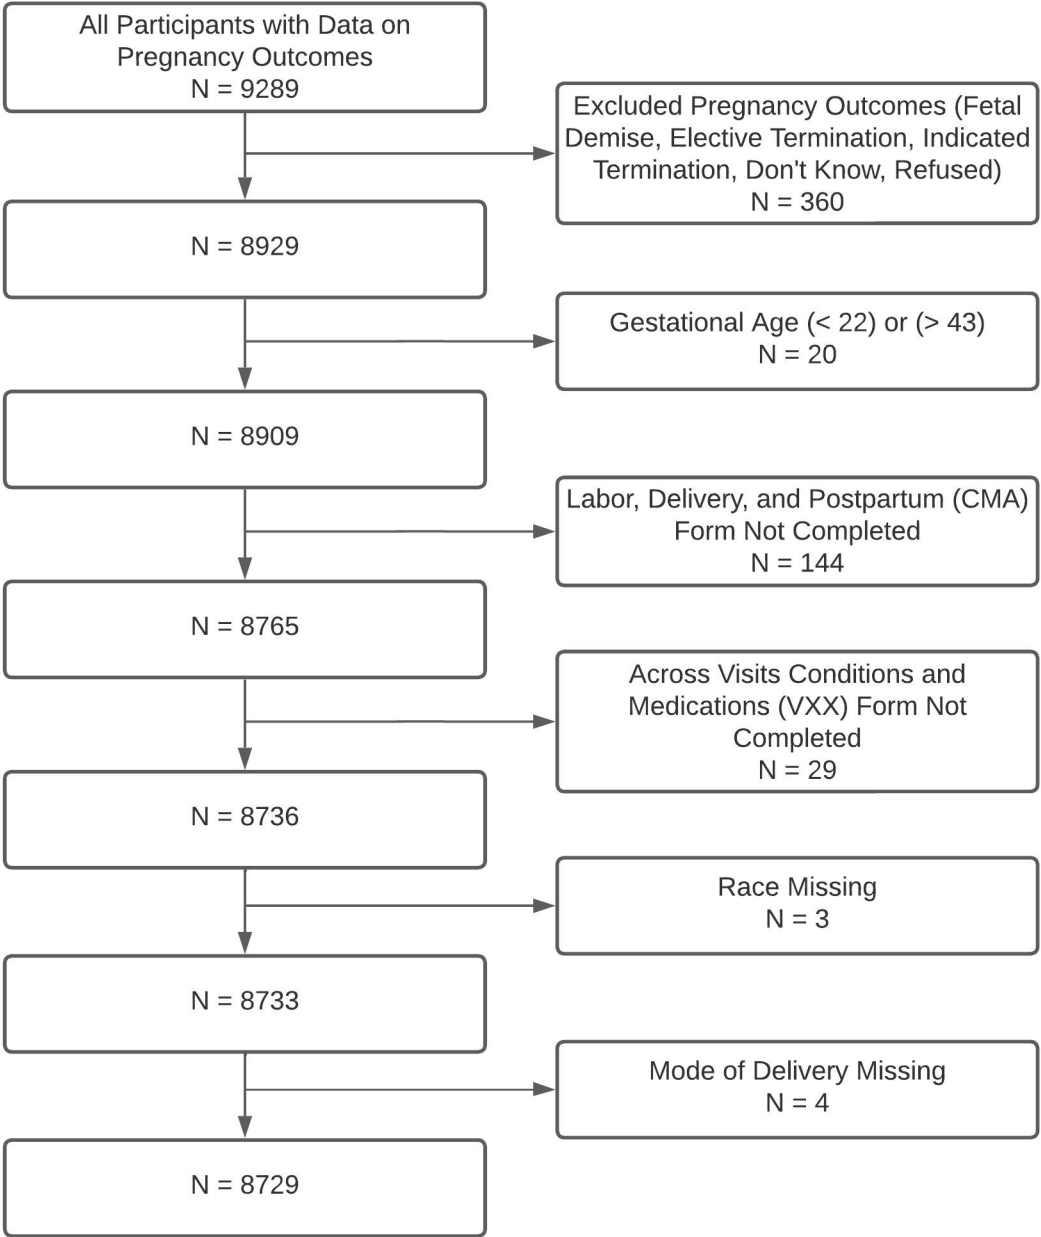 All Participants with Data on
Pregnancy Outcomes
N = 9289
Excluded Pregnancy Outcomes (Fetal
Demise, Elective Termination, Indicated
Termination, Don't Know, Refused)
N = 360
N = 8929
Gestational Age (< 22) or (> 43)
N = 20
N = 8909
Labor, Delivery, and Postpartum (CMA)
Form Not Completed
N = 144
N = 8765
Across Visits Conditions and
Medications (VXX) Form Not
Completed
N = 29
N = 8736
Race Missing
N = 3
N = 8733
Mode of Delivery Missing
N = 4
N = 8729